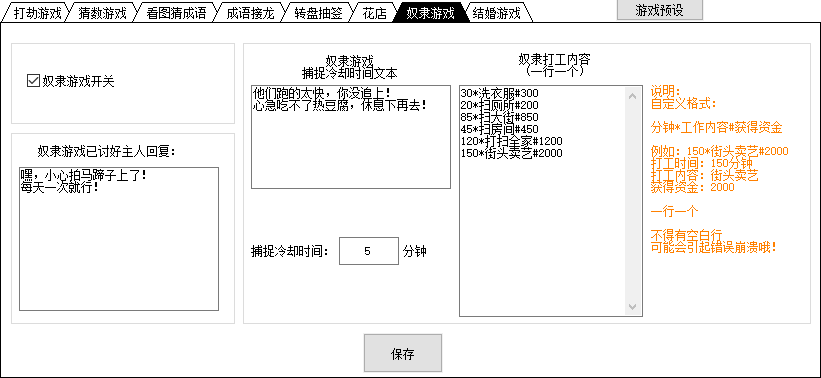 打劫游戏 猜数游戏 看图猜成语 成语接龙 转盘抽签 花店 奴隶游戏 结婚游戏 游戏预设
奴隶游戏开关
奴隶游戏已讨好主人回复:
嘿，小心拍马蹄子上了!
每天一次就行!
奴隶游戏
捕捉冷却时间文本
他们跑的太快，你没追上!
心急吃不了热豆腐，休息下再去!
捕捉冷却时间: 5 分钟
奴隶打工内容
(一行一个)
30*洗衣服#300
20*扫厕所#200
85*扫大街#850
45*扫房间#450
120*打扫全家#1200
150*街头卖艺#2000
说明:
自定义格式:
分钟*工作内容#获得资金
例如: 150*街头卖艺#2000
打工时间: 150分钟
打工内容: 街头卖艺
获得资金: 2000
一行一个
不得有空白行
可能会引起错误崩溃哦!
保存